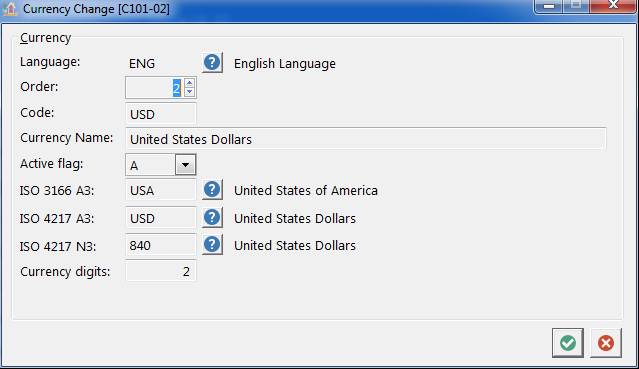 Currency Change [C101-02]
Currency
Language: ENG ? English Language
Order: 2
Code: USD
Currency Name: United States Dollars
Active flag: A
ISO 3166 A3: USA ? United States of America
ISO 4217 A3: USD ? United States Dollars
ISO 4217 N3: 840 ? United States Dollars
Currency digits: 2